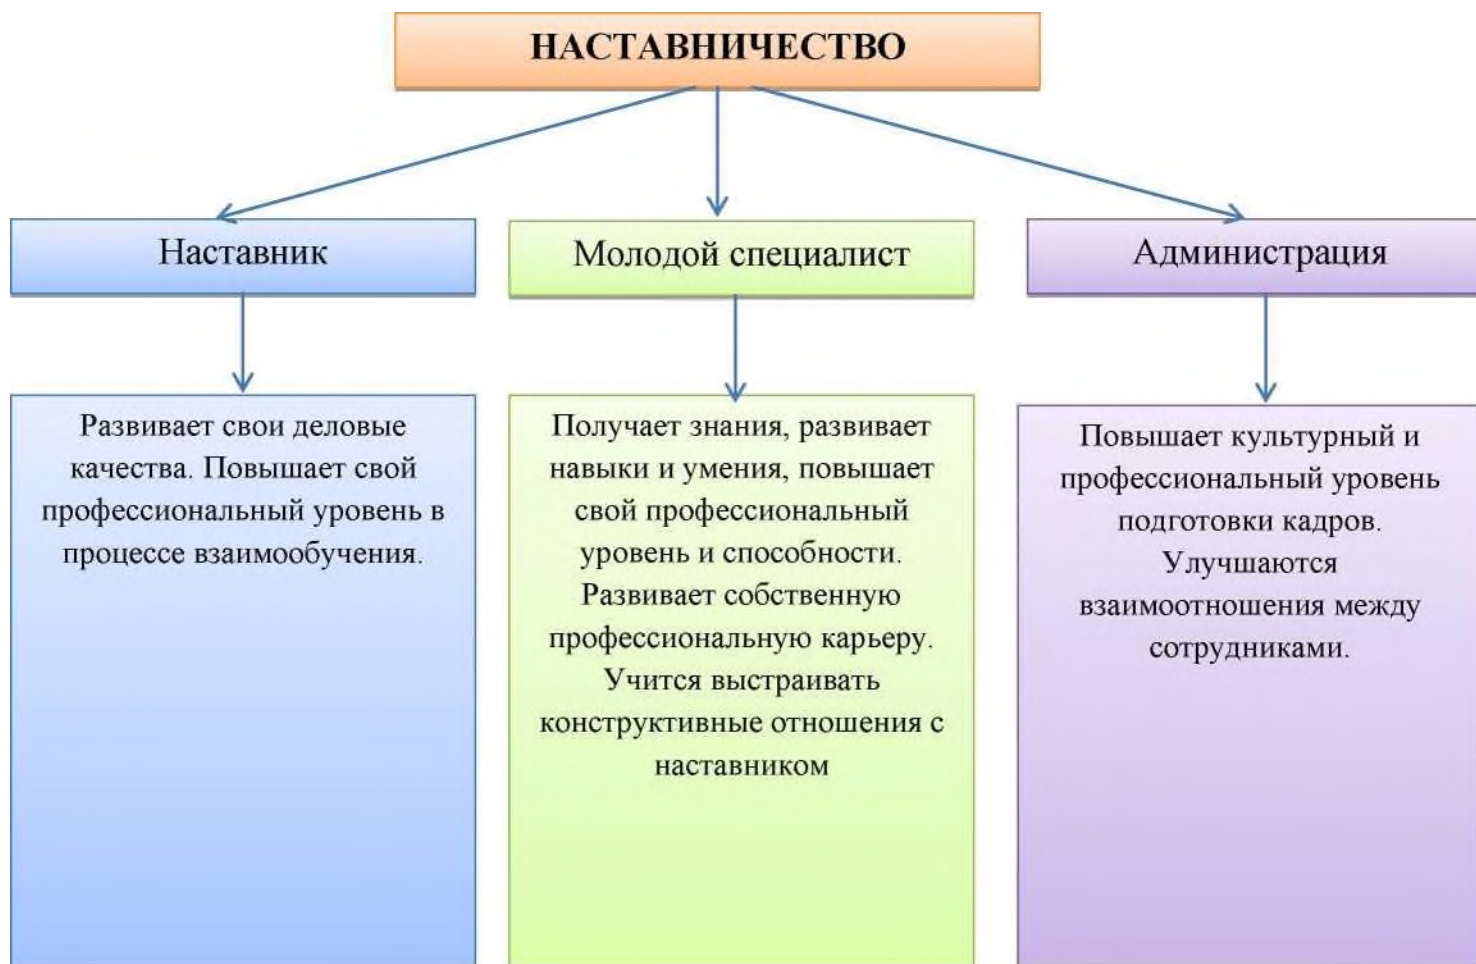 НАСТАВНИЧЕСТВО
Наставник
Молодой специалист
Администрация
Развивает свои деловые
качества. Повышает свой
профессиональный уровень в
процессе взаимообучения.
Получает знания, развивает
навыки и умения, повышает
свой профессиональный
уровень и способности.
Развивает собственную
профессиональную карьеру.
Учится выстраивать
конструктивные отношения с
наставником
Повышает культурный и
профессиональный уровень
подготовки кадров.
Улучшаются
взаимоотношения между
сотрудниками.